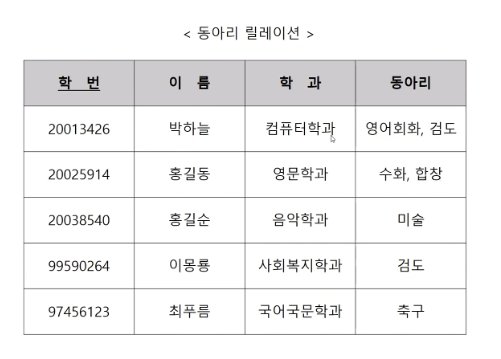 < 동아리 릴레이션 >
학 번 이 름 학 과 동아리
20013426 박하늘 컴퓨터학과 영어회화, 검도
20025914 홍길동 영문학과 수화, 합창
20038540 홍길순 음악학과 미술
99590264 이몽룡 사회복지학과 검도
97456123 최푸름 국어국문학과 축구